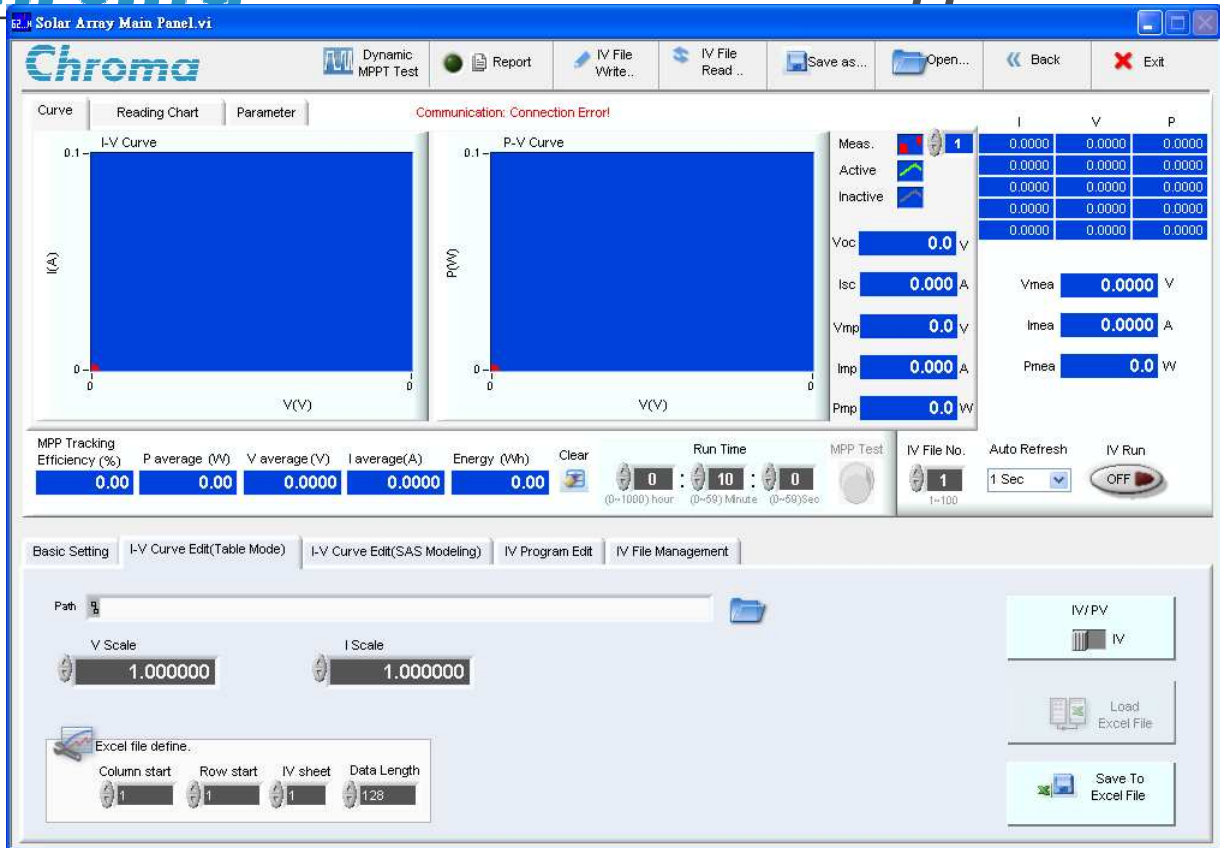 Solar Array Main Panel.vi
Chroma
Dynamic MPPT Test
Report
IV File Write..
IV File Read ..
Save as...
Open...
Back
Exit
Curve Reading Chart Parameter
Communication: Connection Error!
I-V Curve
0.1
I(A)
0
0 0
V(V)
P-V Curve
0.1
P(W)
0
0 0
V(V)
Meas. 1
Active
Inactive
Voc 0.0 V
Isc 0.000 A
Vmp 0.0 V
Imp 0.000 A
Pmp 0.0 W
I V P
0.0000 0.0000 0.0000
0.0000 0.0000 0.0000
0.0000 0.0000 0.0000
0.0000 0.0000 0.0000
0.0000 0.0000 0.0000
Vmea 0.0000 V
Imea 0.0000 A
Pmea 0.0 W
MPP Tracking
Efficiency (%) P average (W) V average (V) I average(A) Energy (Wh) Clear
0.00 0.00 0.0000 0.0000 0.00
Run Time
0 : 10 : 0
(0~1000) hour (0~59) Minute (0~59)Sec
MPP Test
IV File No.
1
1~100
Auto Refresh
1 Sec
IV Run
OFF
Basic Setting I-V Curve Edit(Table Mode) I-V Curve Edit(SAS Modeling) IV Program Edit IV File Management
Path
V Scale I Scale
1.000000 1.000000
Excel file define.
Column start Row start IV sheet Data Length
1 1 1 128
IV/PV
IV
Load
Excel File
Save To
Excel File